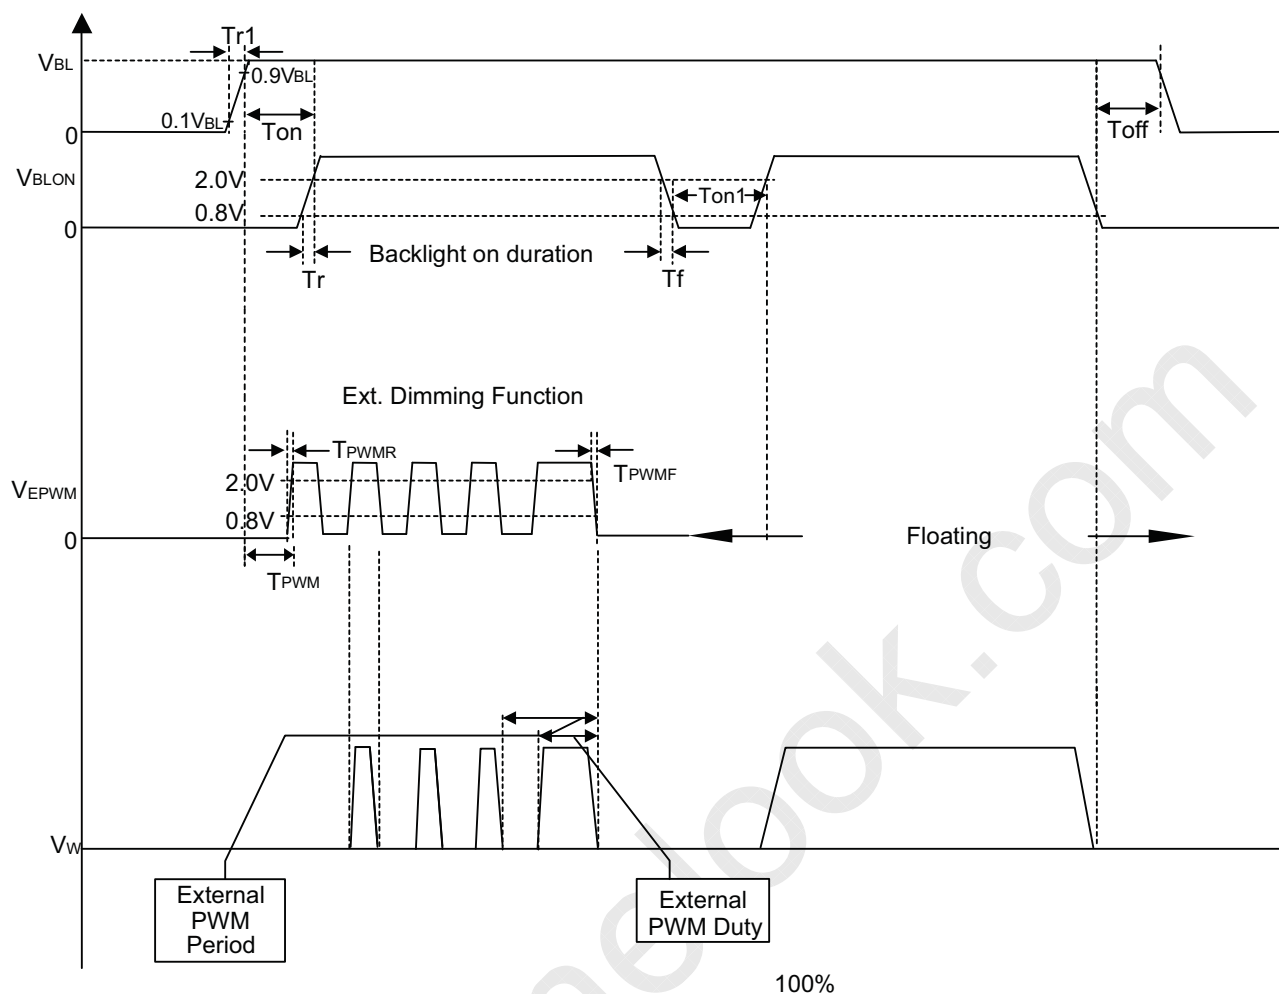 Tr1
VBL
0.9VBL
0.1VBL
Ton
Toff
0
VBLON
2.0V
Ton1
0.8V
0
Backlight on duration
Tr
Tf
Ext. Dimming Function
TPWMR
TPWMF
2.0V
VEPWM
0.8V
0
Floating
TPWM
VW
External
PWM
Period
External
PWM Duty
100%